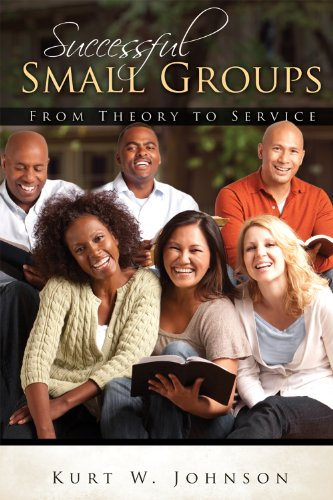 Successful
SMALL GROUPS
FROM THEORY TO SERVICE
KURT W. JOHNSON